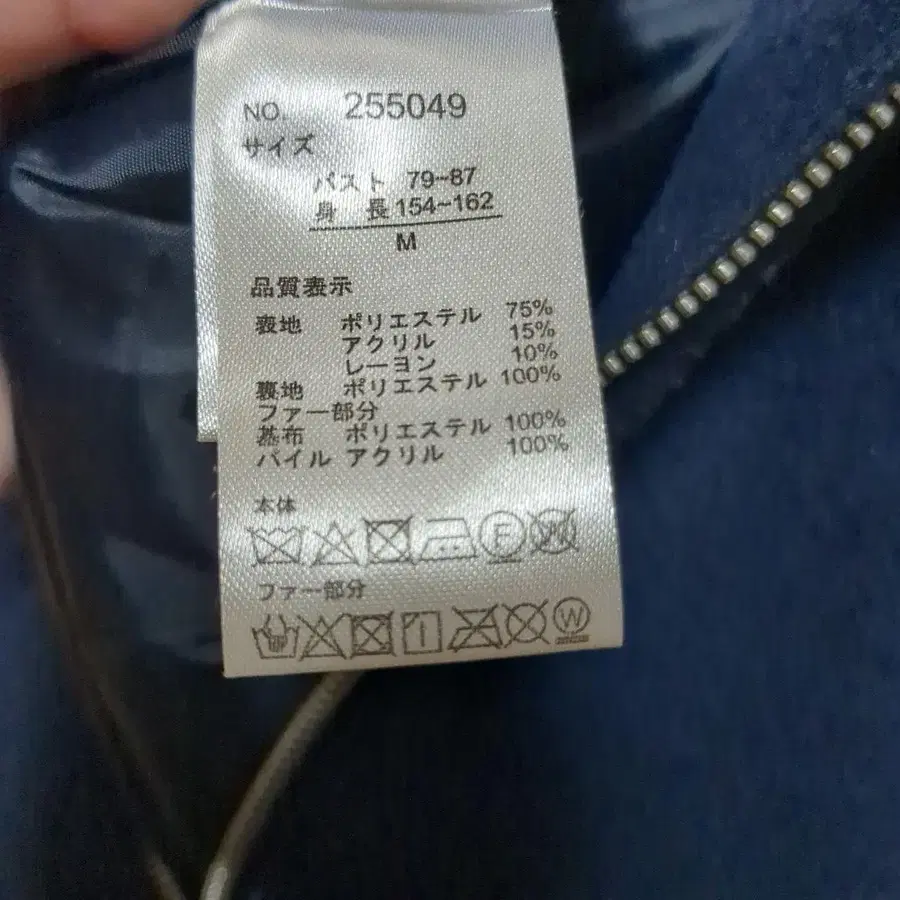 NO. 255049
サイズ
バスト 79~87
身 長 154~162
M
品質表示
表地 ポリエステル 75%
アクリル 15%
レーヨン 10%
裏地 ポリエステル 100%
ファー部分
基布 ポリエステル 100%
パイル アクリル 100%
本体
F W
ファー部分
W